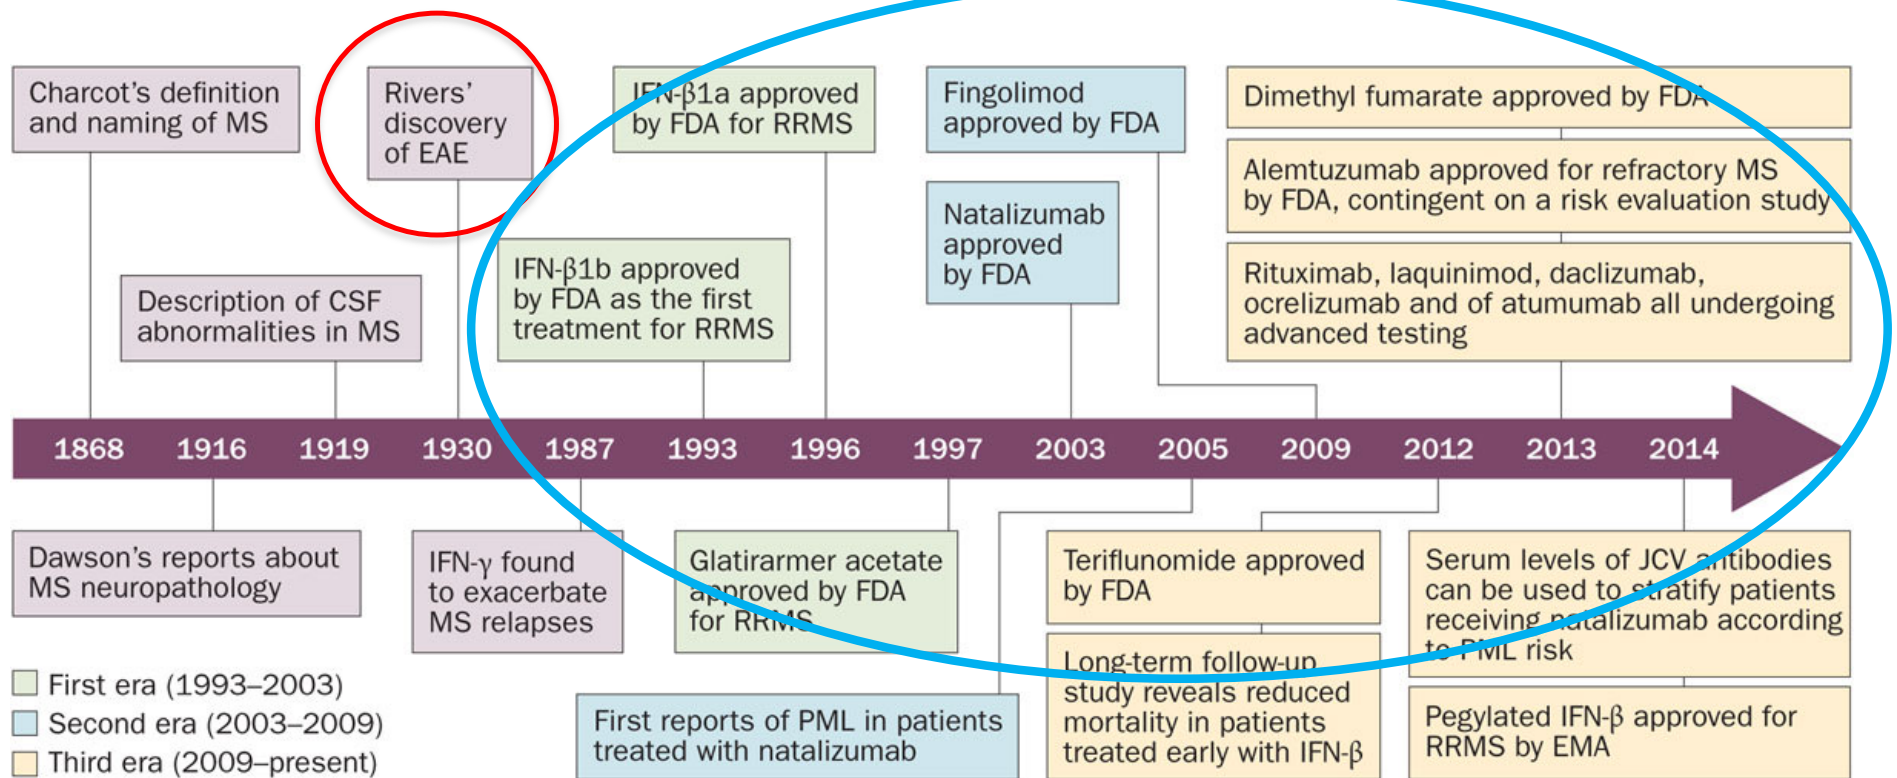 Charcot's definition
and naming of MS
Rivers'
discovery
of EAE
IFN-β1a approved
by FDA for RRMS
Fingolimod
approved by FDA
Dimethyl fumarate approved by FDA
Alemtuzumab approved for refractory MS
by FDA, contingent on a risk evaluation study
Natalizumab
approved
by FDA
Description of CSF
abnormalities in MS
IFN-β1b approved
by FDA as the first
treatment for RRMS
Rituximab, laquinimod, daclizumab,
ocrelizumab and of atumumab all undergoing
advanced testing
1868 1916 1919 1930 1987 1993 1996 1997 2003 2005 2009 2012 2013 2014
Dawson's reports about
MS neuropathology
IFN-γ found
to exacerbate
MS relapses
Glatirarmer acetate
approved by FDA
for RRMS
Teriflunomide approved
by FDA
Serum levels of JCV antibodies
can be used to stratify patients
receiving natalizumab according
to PML risk
Long-term follow-up
study reveals reduced
mortality in patients
treated early with IFN-β
First reports of PML in patients
treated with natalizumab
Pegylated IFN-β approved for
RRMS by EMA
First era (1993–2003)
Second era (2003–2009)
Third era (2009–present)